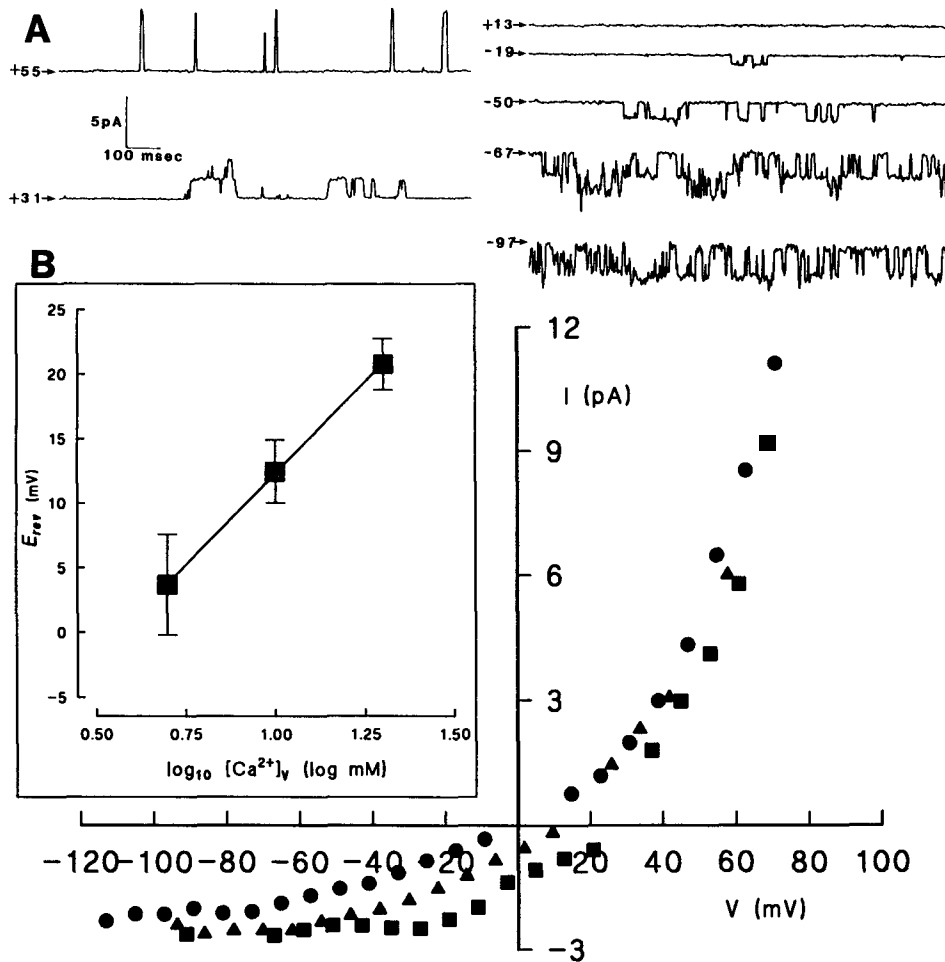 A
+55
5pA
100 msec
+31
+13
-19
-50
-67
-97
B
25
20
15
10
5
0
-5
E_rev (mV)
0.50 0.75 1.00 1.25 1.50
log₁₀ [Ca²⁺]ᵥ (log mM)
12
I (pA)
9
6
3
-3
-120 -100 -80 -60 -40 -20 20 40 60 80 100
V (mV)